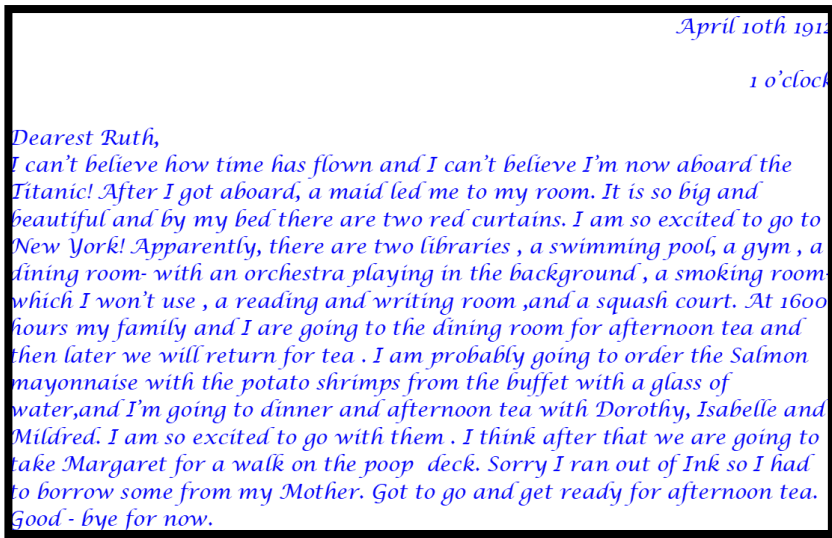 April 10th 1912
1 o'clock
Dearest Ruth,
I can't believe how time has flown and I can't believe I'm now aboard the
Titanic! After I got aboard, a maid led me to my room. It is so big and
beautiful and by my bed there are two red curtains. I am so excited to go to
New York! Apparently, there are two libraries , a swimming pool, a gym , a
dining room- with an orchestra playing in the background , a smoking room-
which I won't use , a reading and writing room ,and a squash court. At 1600
hours my family and I are going to the dining room for afternoon tea and
then later we will return for tea . I am probably going to order the Salmon
mayonnaise with the potato shrimps from the buffet with a glass of
water,and I'm going to dinner and afternoon tea with Dorothy, Isabelle and
Mildred. I am so excited to go with them . I think after that we are going to
take Margaret for a walk on the poop  deck. Sorry I ran out of Ink so I had
to borrow some from my Mother. Got to go and get ready for afternoon tea.
Good - bye for now.